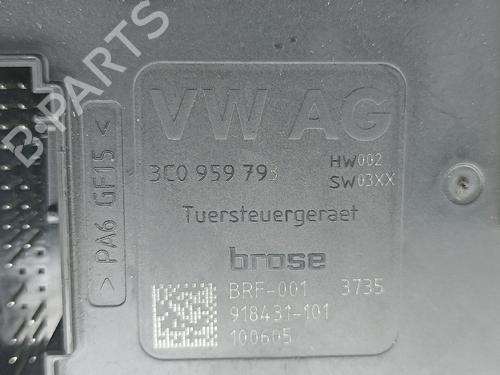 VW AG
3C0 959 793
HW002
SW03XX
Tuersteuergeraet
brose
BRF-001 3735
918431-101
100605
> PA6 GF15 <
B-PARTS